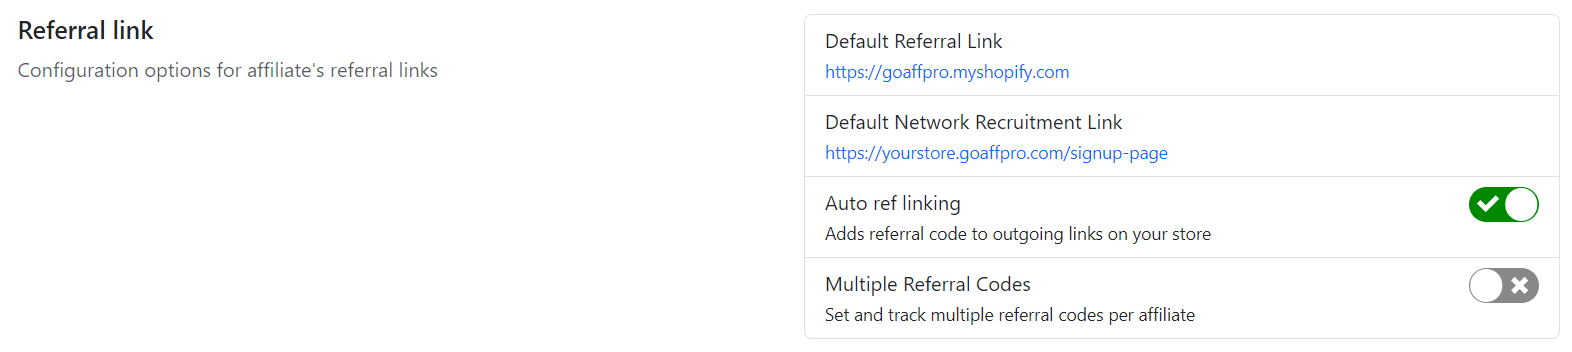 Referral link
Configuration options for affiliate's referral links
Default Referral Link
https://goaffpro.myshopify.com
Default Network Recruitment Link
https://yourstore.goaffpro.com/signup-page
Auto ref linking
Adds referral code to outgoing links on your store
Multiple Referral Codes
Set and track multiple referral codes per affiliate